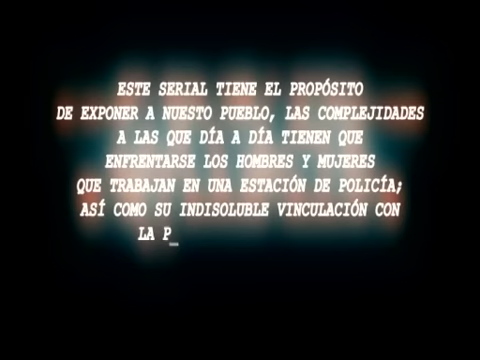 ESTE SERIAL TIENE EL PROPÓSITO
DE EXPONER A NUESTO PUEBLO, LAS COMPLEJIDADES
A LAS QUE DÍA A DÍA TIENEN QUE
ENFRENTARSE LOS HOMBRES Y MUJERES
QUE TRABAJAN EN UNA ESTACIÓN DE POLICÍA;
ASÍ COMO SU INDISOLUBLE VINCULACIÓN CON
LA P_